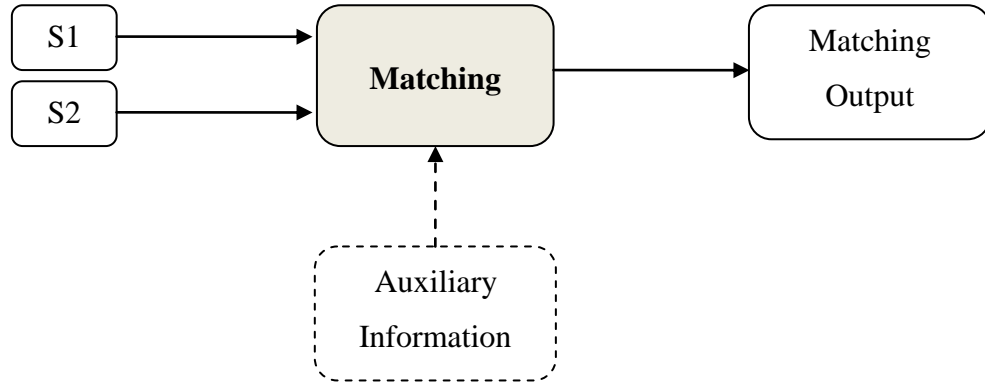 S1
S2
Matching
Matching
Output
Auxiliary
Information